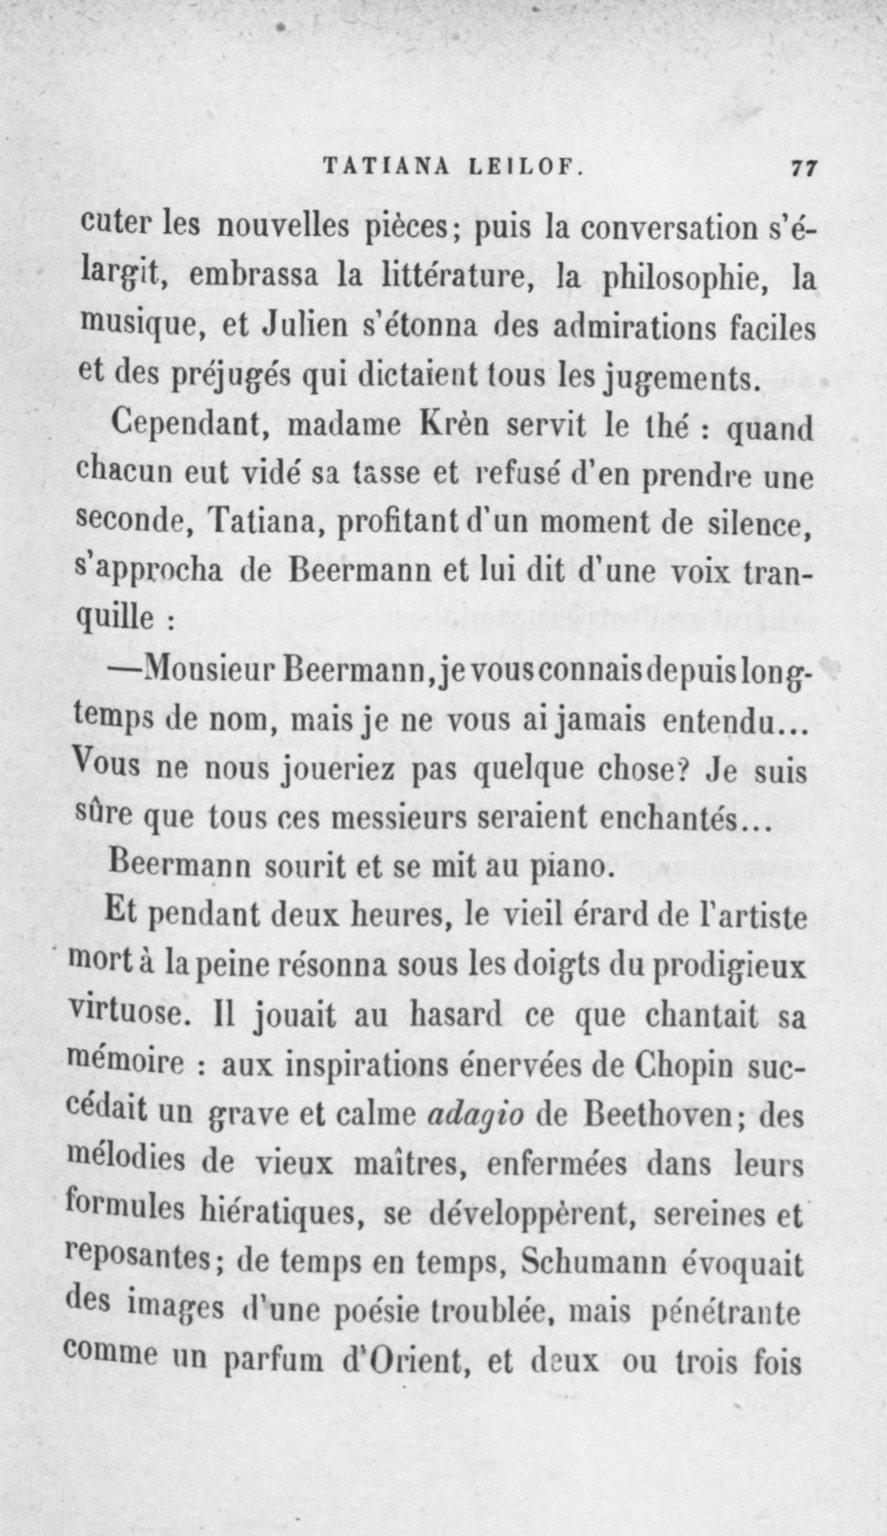 TATIANA LEILOF. 77
cuter les nouvelles pièces; puis la conversation s'é-
largit, embrassa la littérature, la philosophie, la
musique, et Julien s'étonna des admirations faciles
et des préjugés qui dictaient tous les jugements.
Cependant, madame Krèn servit le thé : quand
chacun eut vidé sa tasse et refusé d'en prendre une
seconde, Tatiana, profitant d'un moment de silence,
s'approcha de Beermann et lui dit d'une voix tran-
quille :
—Monsieur Beermann, je vous connais depuis long-
temps de nom, mais je ne vous ai jamais entendu...
Vous ne nous joueriez pas quelque chose? Je suis
sûre que tous ces messieurs seraient enchantés...
Beermann sourit et se mit au piano.
Et pendant deux heures, le vieil érard de l'artiste
mort à la peine résonna sous les doigts du prodigieux
virtuose. Il jouait au hasard ce que chantait sa
mémoire : aux inspirations énervées de Chopin suc-
cédait un grave et calme adagio de Beethoven; des
mélodies de vieux maîtres, enfermées dans leurs
formules hiératiques, se développèrent, sereines et
reposantes; de temps en temps, Schumann évoquait
des images d'une poésie troublée, mais pénétrante
comme un parfum d'Orient, et deux ou trois fois